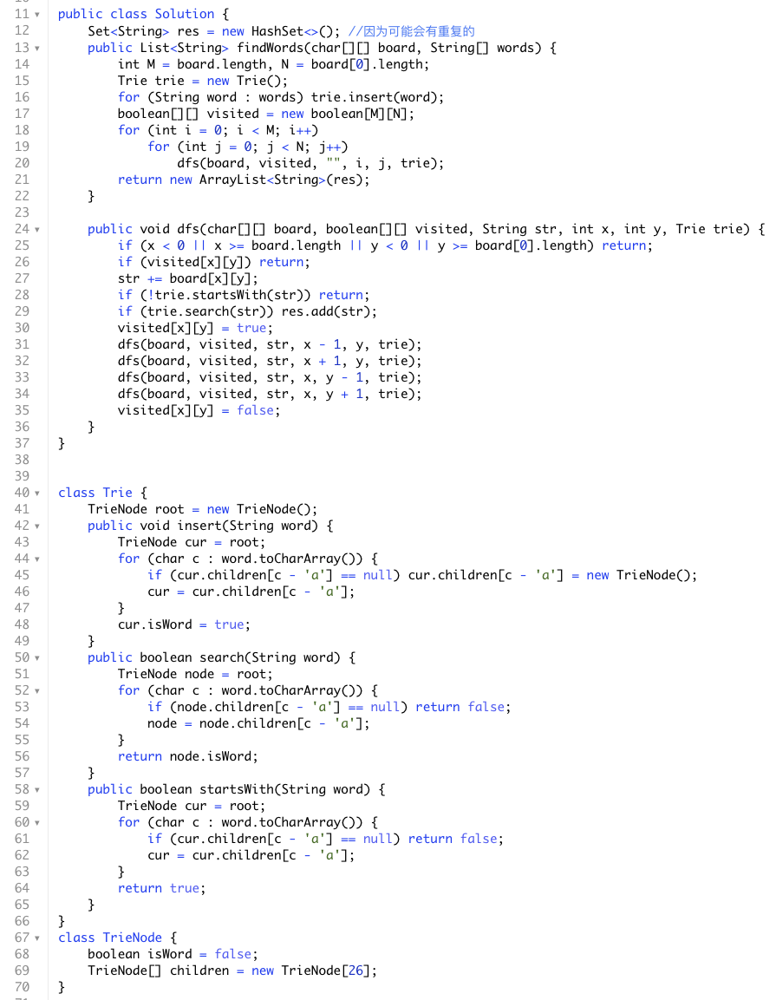 11 public class Solution {
12     Set<String> res = new HashSet<>(); //因为可能会有重复的
13     public List<String> findWords(char[][] board, String[] words) {
14         int M = board.length, N = board[0].length;
15         Trie trie = new Trie();
16         for (String word : words) trie.insert(word);
17         boolean[][] visited = new boolean[M][N];
18         for (int i = 0; i < M; i++)
19             for (int j = 0; j < N; j++)
20                 dfs(board, visited, "", i, j, trie);
21         return new ArrayList<String>(res);
22     }
23
24     public void dfs(char[][] board, boolean[][] visited, String str, int x, int y, Trie trie) {
25         if (x < 0 || x >= board.length || y < 0 || y >= board[0].length) return;
26         if (visited[x][y]) return;
27         str += board[x][y];
28         if (!trie.startsWith(str)) return;
29         if (trie.search(str)) res.add(str);
30         visited[x][y] = true;
31         dfs(board, visited, str, x - 1, y, trie);
32         dfs(board, visited, str, x + 1, y, trie);
33         dfs(board, visited, str, x, y - 1, trie);
34         dfs(board, visited, str, x, y + 1, trie);
35         visited[x][y] = false;
36     }
37 }
38
39
40 class Trie {
41     TrieNode root = new TrieNode();
42     public void insert(String word) {
43         TrieNode cur = root;
44         for (char c : word.toCharArray()) {
45             if (cur.children[c - 'a'] == null) cur.children[c - 'a'] = new TrieNode();
46             cur = cur.children[c - 'a'];
47         }
48         cur.isWord = true;
49     }
50     public boolean search(String word) {
51         TrieNode node = root;
52         for (char c : word.toCharArray()) {
53             if (node.children[c - 'a'] == null) return false;
54             node = node.children[c - 'a'];
55         }
56         return node.isWord;
57     }
58     public boolean startsWith(String word) {
59         TrieNode cur = root;
60         for (char c : word.toCharArray()) {
61             if (cur.children[c - 'a'] == null) return false;
62             cur = cur.children[c - 'a'];
63         }
64         return true;
65     }
66 }
67 class TrieNode {
68     boolean isWord = false;
69     TrieNode[] children = new TrieNode[26];
70 }